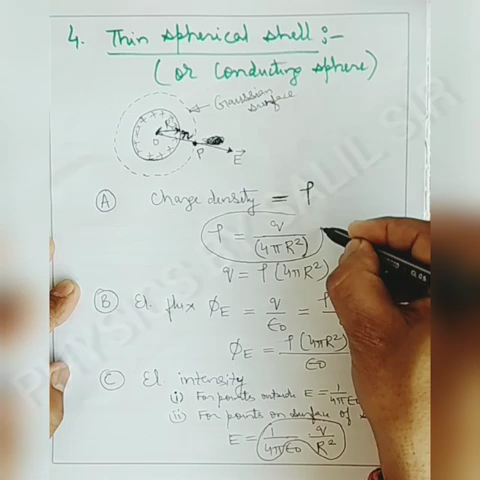 4. Thin spherical shell :-
(or conducting sphere)
Gaussian surface
R
r
O
P
E⃗
(A) Charge density = ρ
ρ = q/(4πR²)
q = ρ(4πR²)
(B) El. flux ϕE = q/ϵ0 =
ϕE = ρ(4πR²)/ϵ0
(C) El. intensity
(i) For points outside E = 1/4πϵ0
(ii) For points on surface of
E = 1/4πϵ0 q/R²